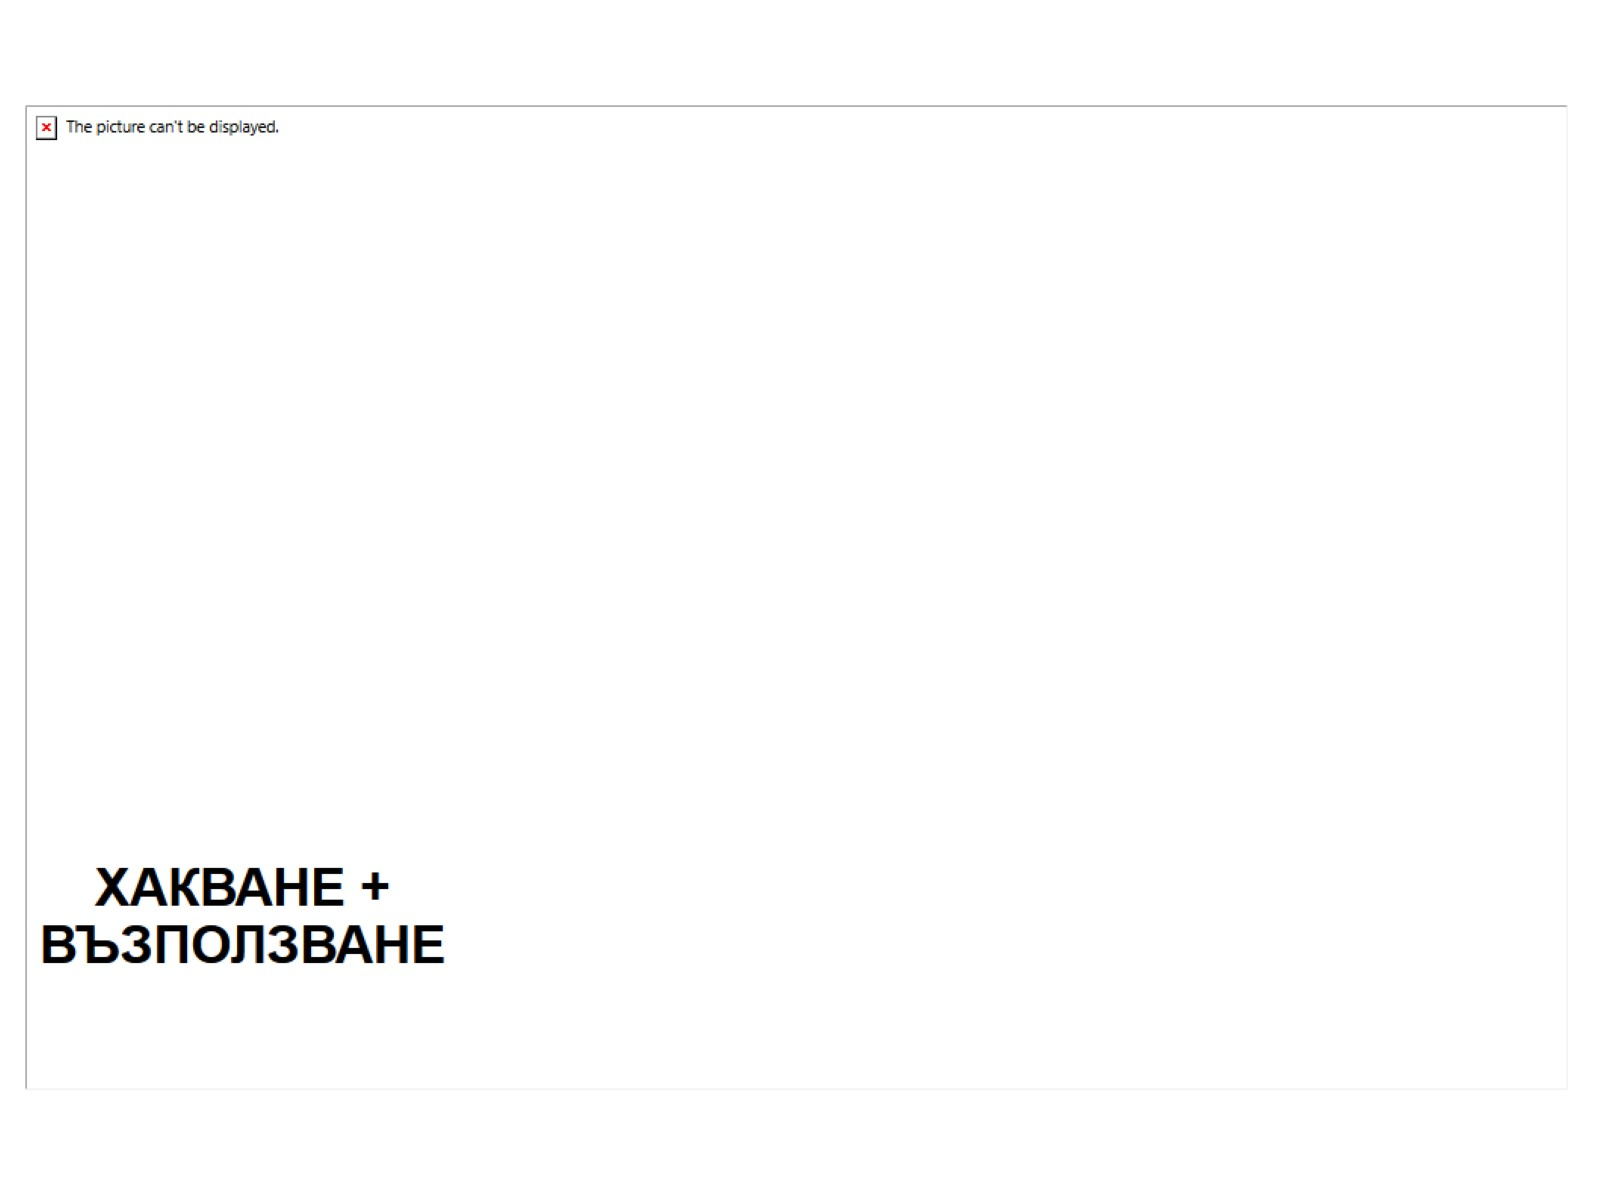 The picture can't be displayed.
ХАКВАНЕ +
ВЪЗПОЛЗВАНЕ